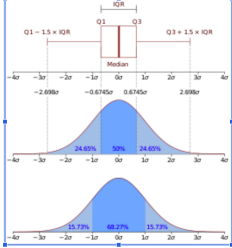 IQR
Q1 Q3
Q1 − 1.5 × IQR Q3 + 1.5 × IQR
Median
−4σ −3σ −2σ −1σ 0σ 1σ 2σ 3σ 4σ
−2.698σ −0.6745σ 0.6745σ 2.698σ
24.65% 50% 24.65%
−4σ −3σ −2σ −1σ 0σ 1σ 2σ 3σ 4σ
15.73% 68.27% 15.73%
−4σ −3σ −2σ −1σ 0σ 1σ 2σ 3σ 4σ